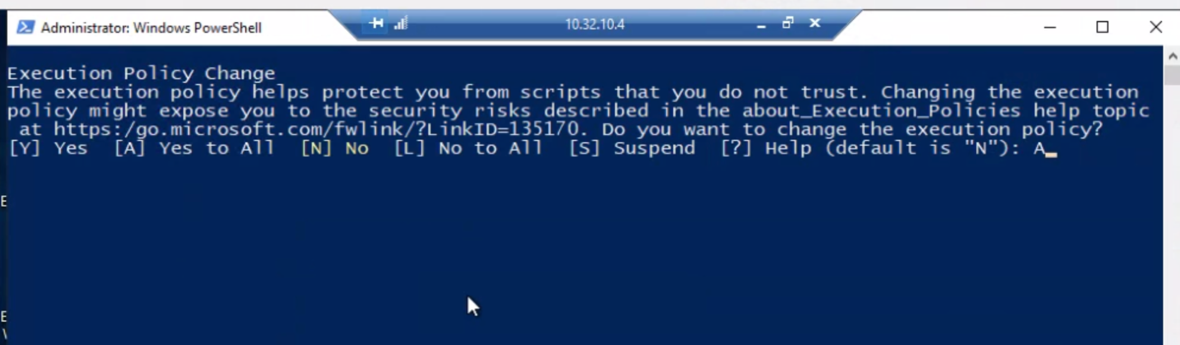 Administrator: Windows PowerShell
10.32.10.4
Execution Policy Change
The execution policy helps protect you from scripts that you do not trust. Changing the execution
policy might expose you to the security risks described in the about_Execution_Policies help topic
at https:/go.microsoft.com/fwlink/?LinkID=135170. Do you want to change the execution policy?
[Y] Yes [A] Yes to All [N] No [L] No to All [S] Suspend [?] Help (default is "N"): A